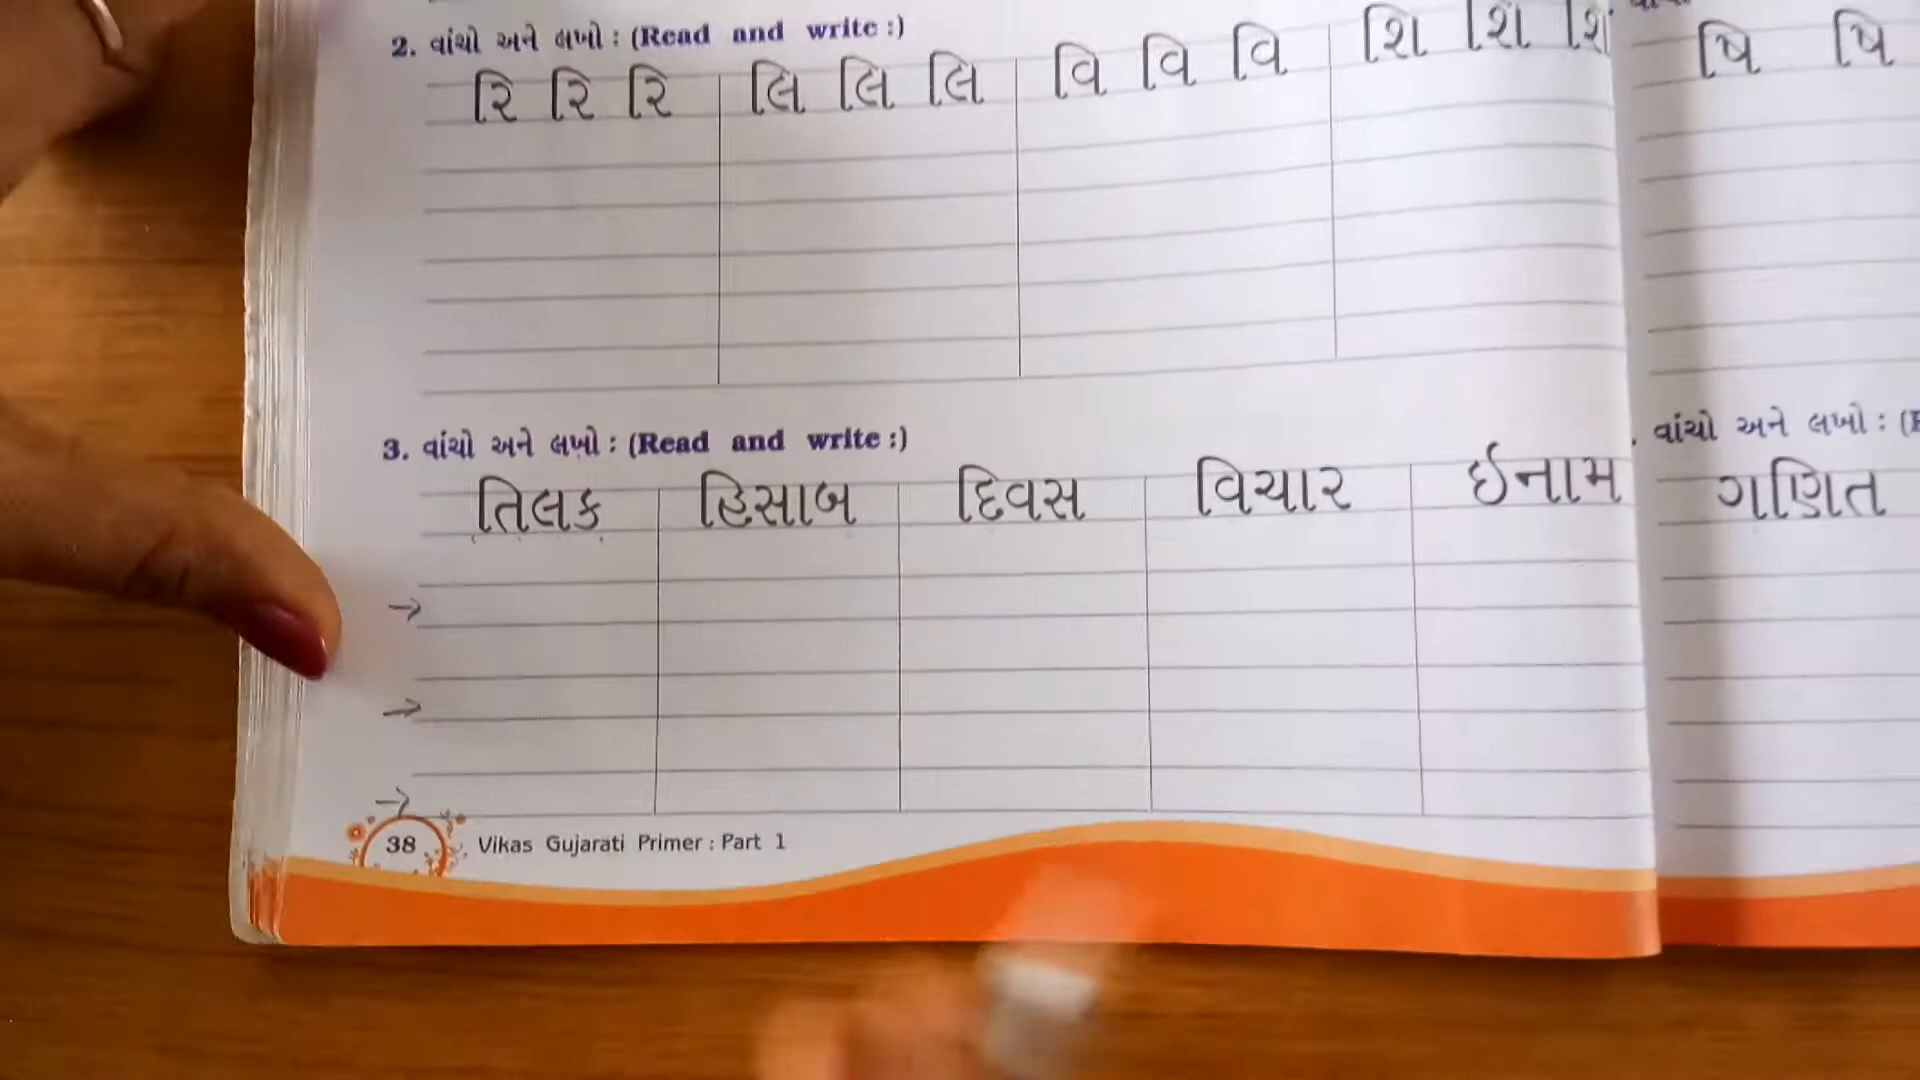 2. વાંચો અને લખો : (Read and write :)
રિ રિ રિ લિ લિ લિ વિ વિ વિ શિ શિ શિ
3. વાંચો અને લખો : (Read and write :)
તિલક હિસાબ દિવસ વિચાર ઈનામ
38 Vikas Gujarati Primer : Part 1
ષિ ષિ
વાંચો અને લખો : (
ગણિત